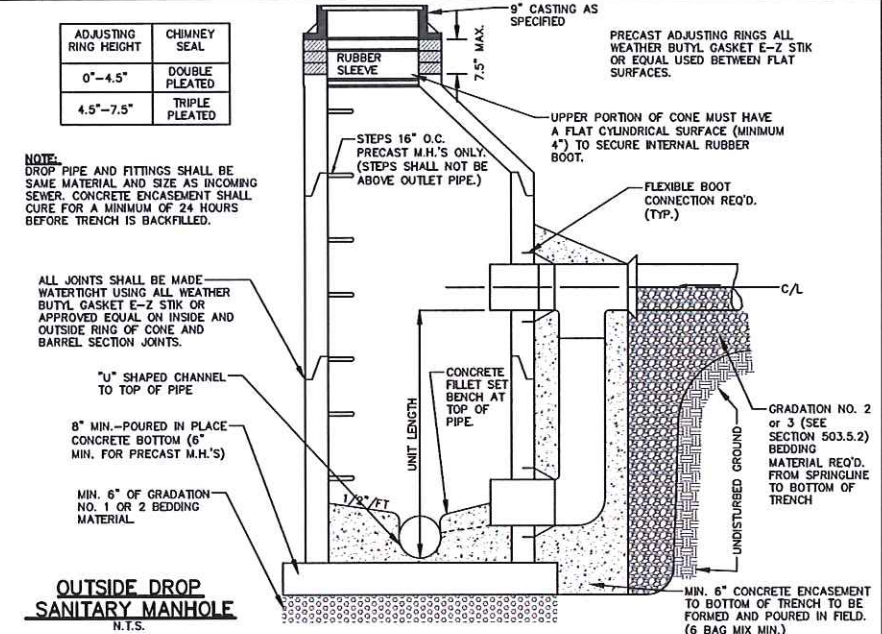 ADJUSTING
RING HEIGHT
CHIMNEY
SEAL
0"-4.5"
DOUBLE
PLEATED
4.5"-7.5"
TRIPLE
PLEATED
9" CASTING AS
SPECIFIED
PRECAST ADJUSTING RINGS ALL
WEATHER BUTYL GASKET E-Z STIK
OR EQUAL USED BETWEEN FLAT
SURFACES.
RUBBER
SLEEVE
7.5" MAX.
UPPER PORTION OF CONE MUST HAVE
A FLAT CYLINDRICAL SURFACE (MINIMUM
4") TO SECURE INTERNAL RUBBER
BOOT.
STEPS 16" O.C.
PRECAST M.H.'S ONLY.
(STEPS SHALL NOT BE
ABOVE OUTLET PIPE.)
NOTE:
DROP PIPE AND FITTINGS SHALL BE
SAME MATERIAL AND SIZE AS INCOMING
SEWER. CONCRETE ENCASEMENT SHALL
CURE FOR A MINIMUM OF 24 HOURS
BEFORE TRENCH IS BACKFILLED.
FLEXIBLE BOOT
CONNECTION REQ'D.
(TYP.)
C/L
ALL JOINTS SHALL BE MADE
WATERTIGHT USING ALL WEATHER
BUTYL GASKET E-Z STIK OR
APPROVED EQUAL ON INSIDE AND
OUTSIDE RING OF CONE AND
BARREL SECTION JOINTS.
"U" SHAPED CHANNEL
TO TOP OF PIPE
CONCRETE
FILLET SET
BENCH AT
TOP OF
PIPE.
UNIT LENGTH
8" MIN.-POURED IN PLACE
CONCRETE BOTTOM (6"
MIN. FOR PRECAST M.H.'S)
GRADATION NO. 2
or 3 (SEE
SECTION 503.5.2)
BEDDING
MATERIAL REQ'D.
FROM SPRINGLINE
TO BOTTOM OF
TRENCH
UNDISTURBED GROUND
1/2"/FT
MIN. 6" OF GRADATION
NO. 1 OR 2 BEDDING
MATERIAL.
OUTSIDE DROP
SANITARY MANHOLE
N.T.S.
MIN. 6" CONCRETE ENCASEMENT
TO BOTTOM OF TRENCH TO BE
FORMED AND POURED IN FIELD.
(6 BAG MIX MIN.)